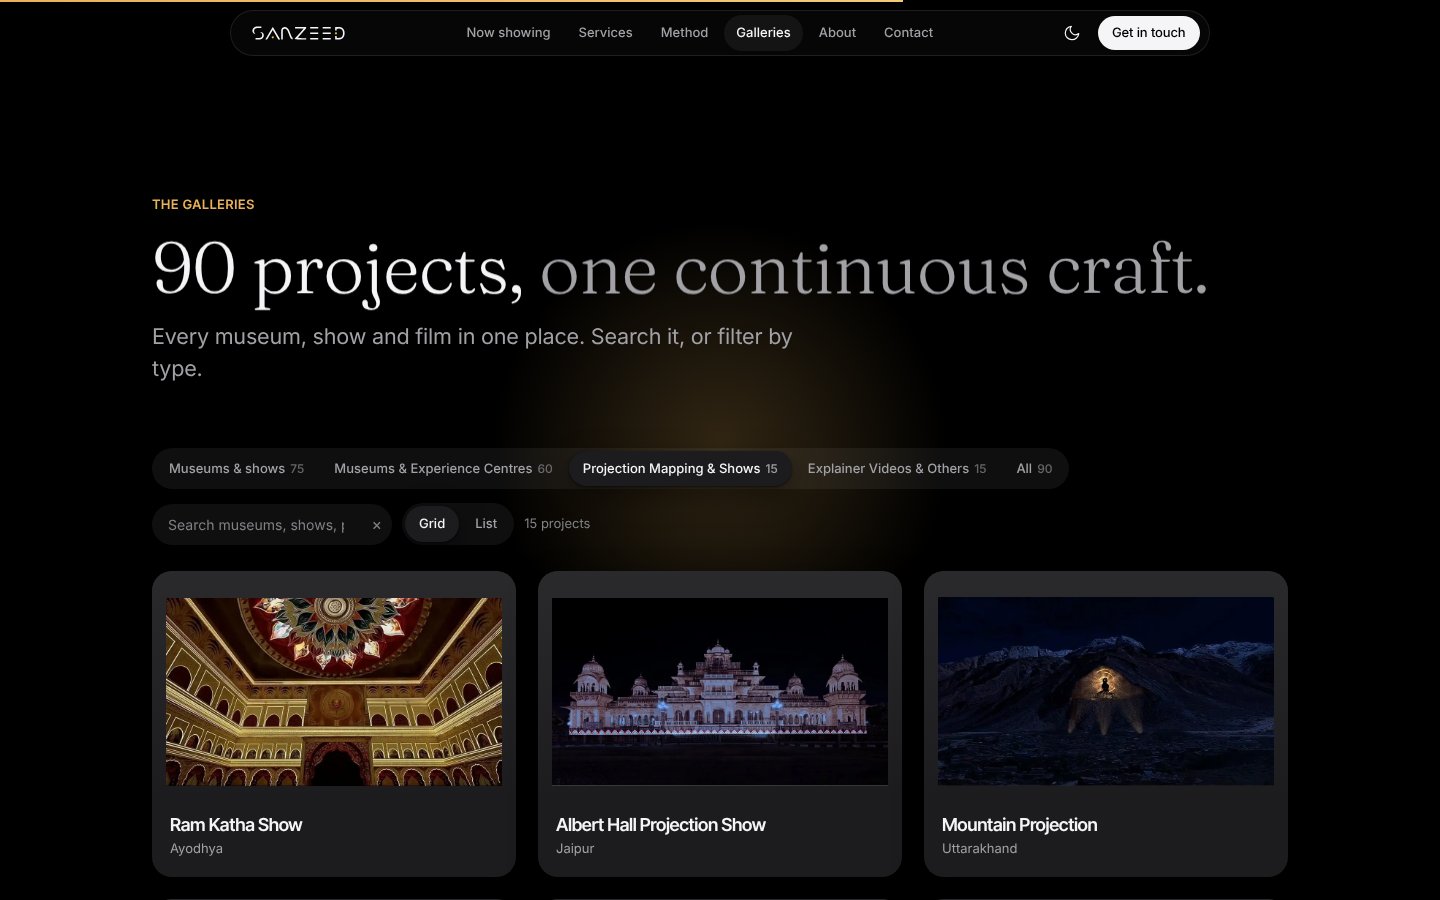 SANZEED
Now showing
Services
Method
Galleries
About
Contact
Get in touch
THE GALLERIES
90 projects, one continuous craft.
Every museum, show and film in one place. Search it, or filter by
type.
Museums & shows 75
Museums & Experience Centres 60
Projection Mapping & Shows 15
Explainer Videos & Others 15
All 90
Search museums, shows,
×
Grid
List
15 projects
Ram Katha Show
Ayodhya
Albert Hall Projection Show
Jaipur
Mountain Projection
Uttarakhand